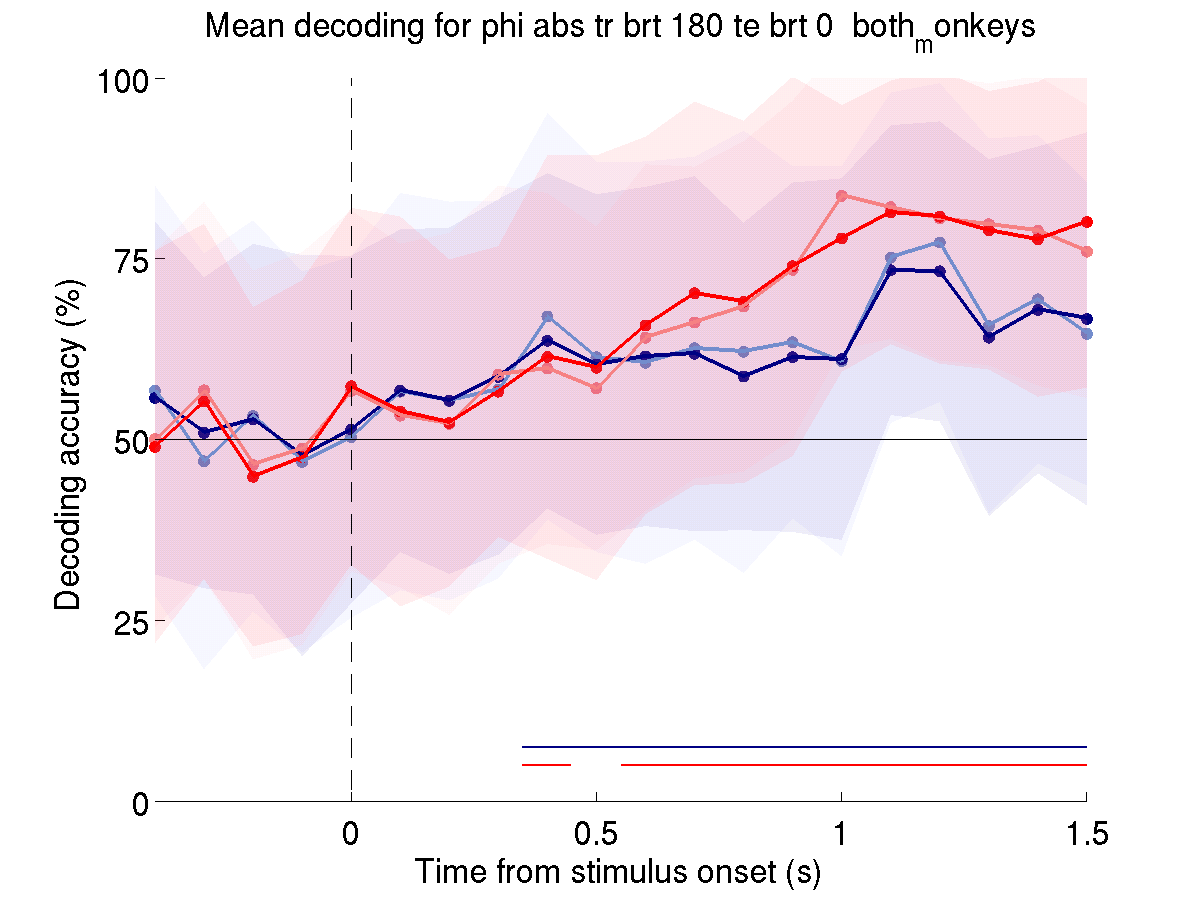 Mean decoding for phi abs tr brt 180 te brt 0 both_monkeys
100
75
50
25
0
Decoding accuracy (%)
0 0.5 1 1.5
Time from stimulus onset (s)